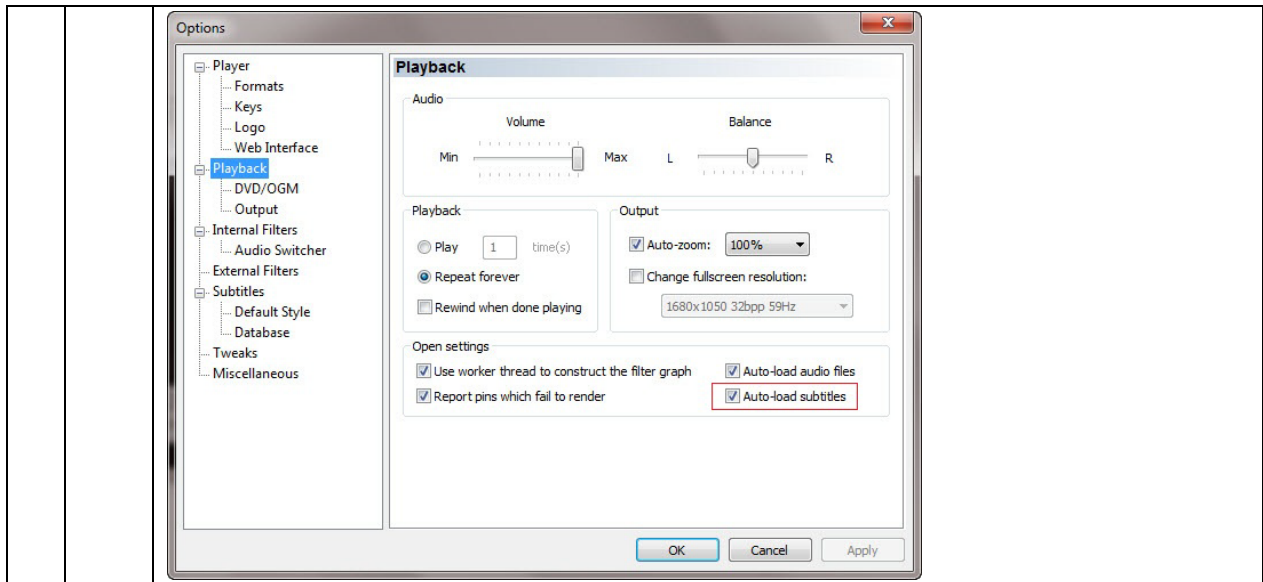 Options
x
Player
Formats
Keys
Logo
Web Interface
Playback
DVD/OGM
Output
Internal Filters
Audio Switcher
External Filters
Subtitles
Default Style
Database
Tweaks
Miscellaneous
Playback
Audio
Volume Balance
Min Max L R
Playback
Play 1 time(s)
Repeat forever
Rewind when done playing
Output
Auto-zoom: 100%
Change fullscreen resolution:
1680x1050 32bpp 59Hz
Open settings
Use worker thread to construct the filter graph Auto-load audio files
Report pins which fail to render Auto-load subtitles
OK Cancel Apply